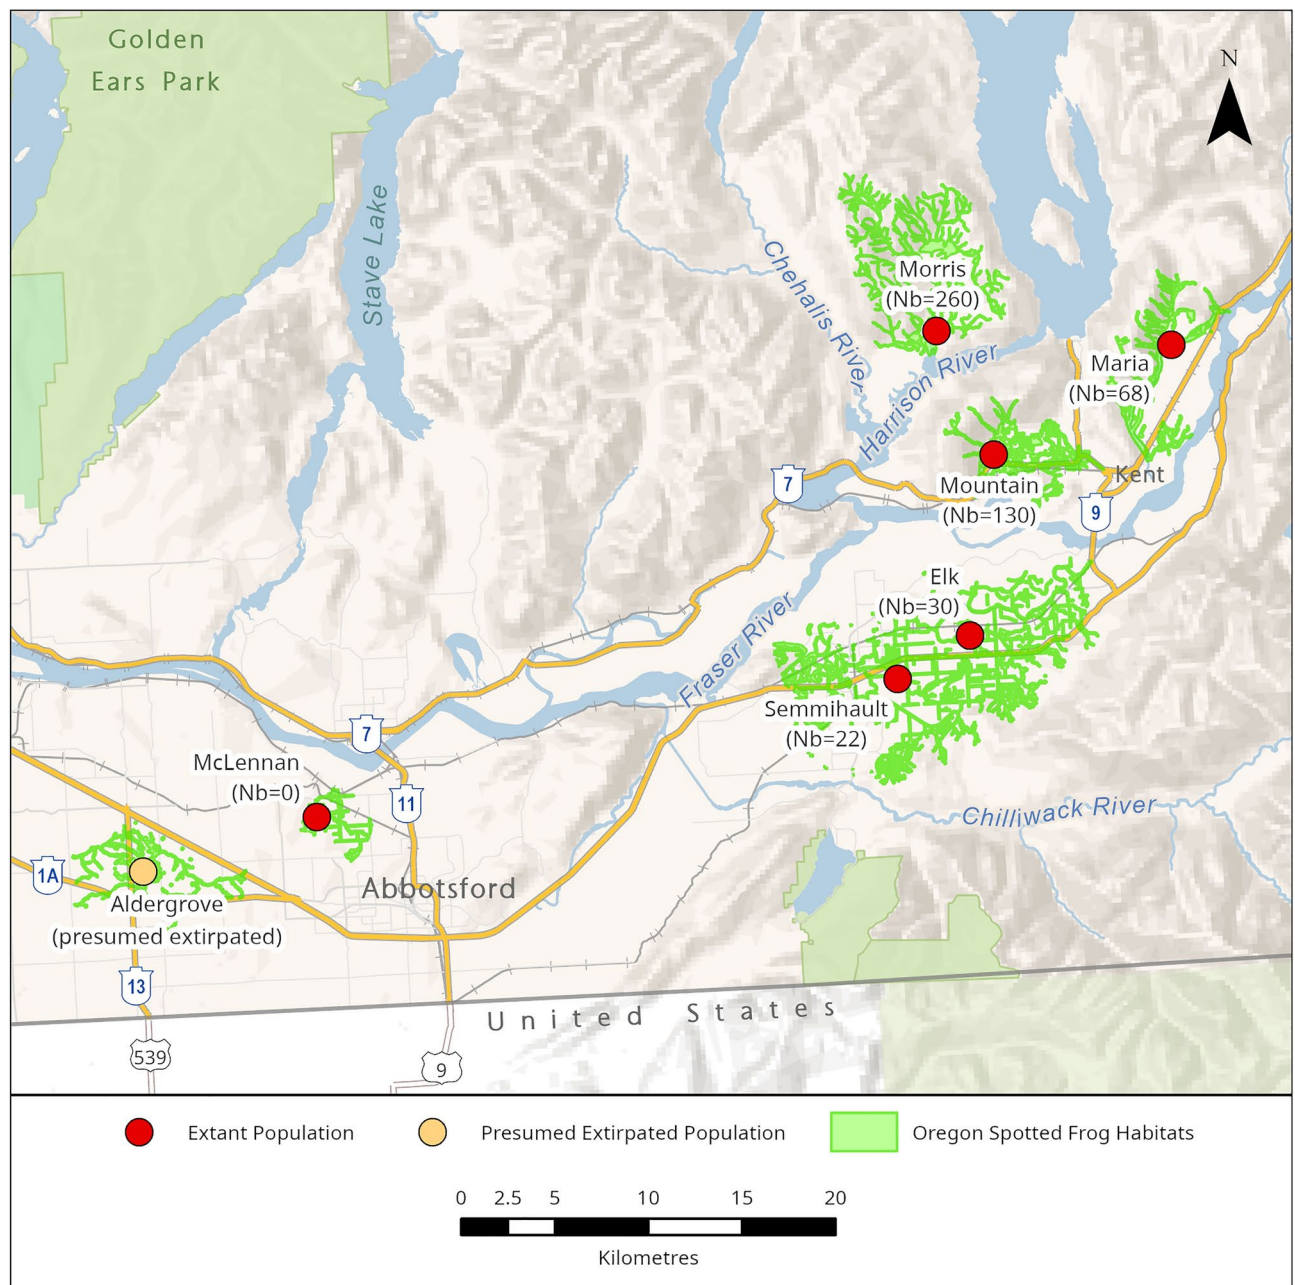 Golden
Ears Park
N
Stave Lake
Chehalis River
Morris
(Nb=260)
Harrison River
Maria
(Nb=68)
Mountain
(Nb=130)
Kent
7
9
Elk
(Nb=30)
Fraser River
Semmihault
(Nb=22)
7
McLennan
(Nb=0)
11
Chilliwack River
1A
Abbotsford
Aldergrove
(presumed extirpated)
13
United States
539
9
Extant Population
Presumed Extirpated Population
Oregon Spotted Frog Habitats
0 2.5 5 10 15 20
Kilometres